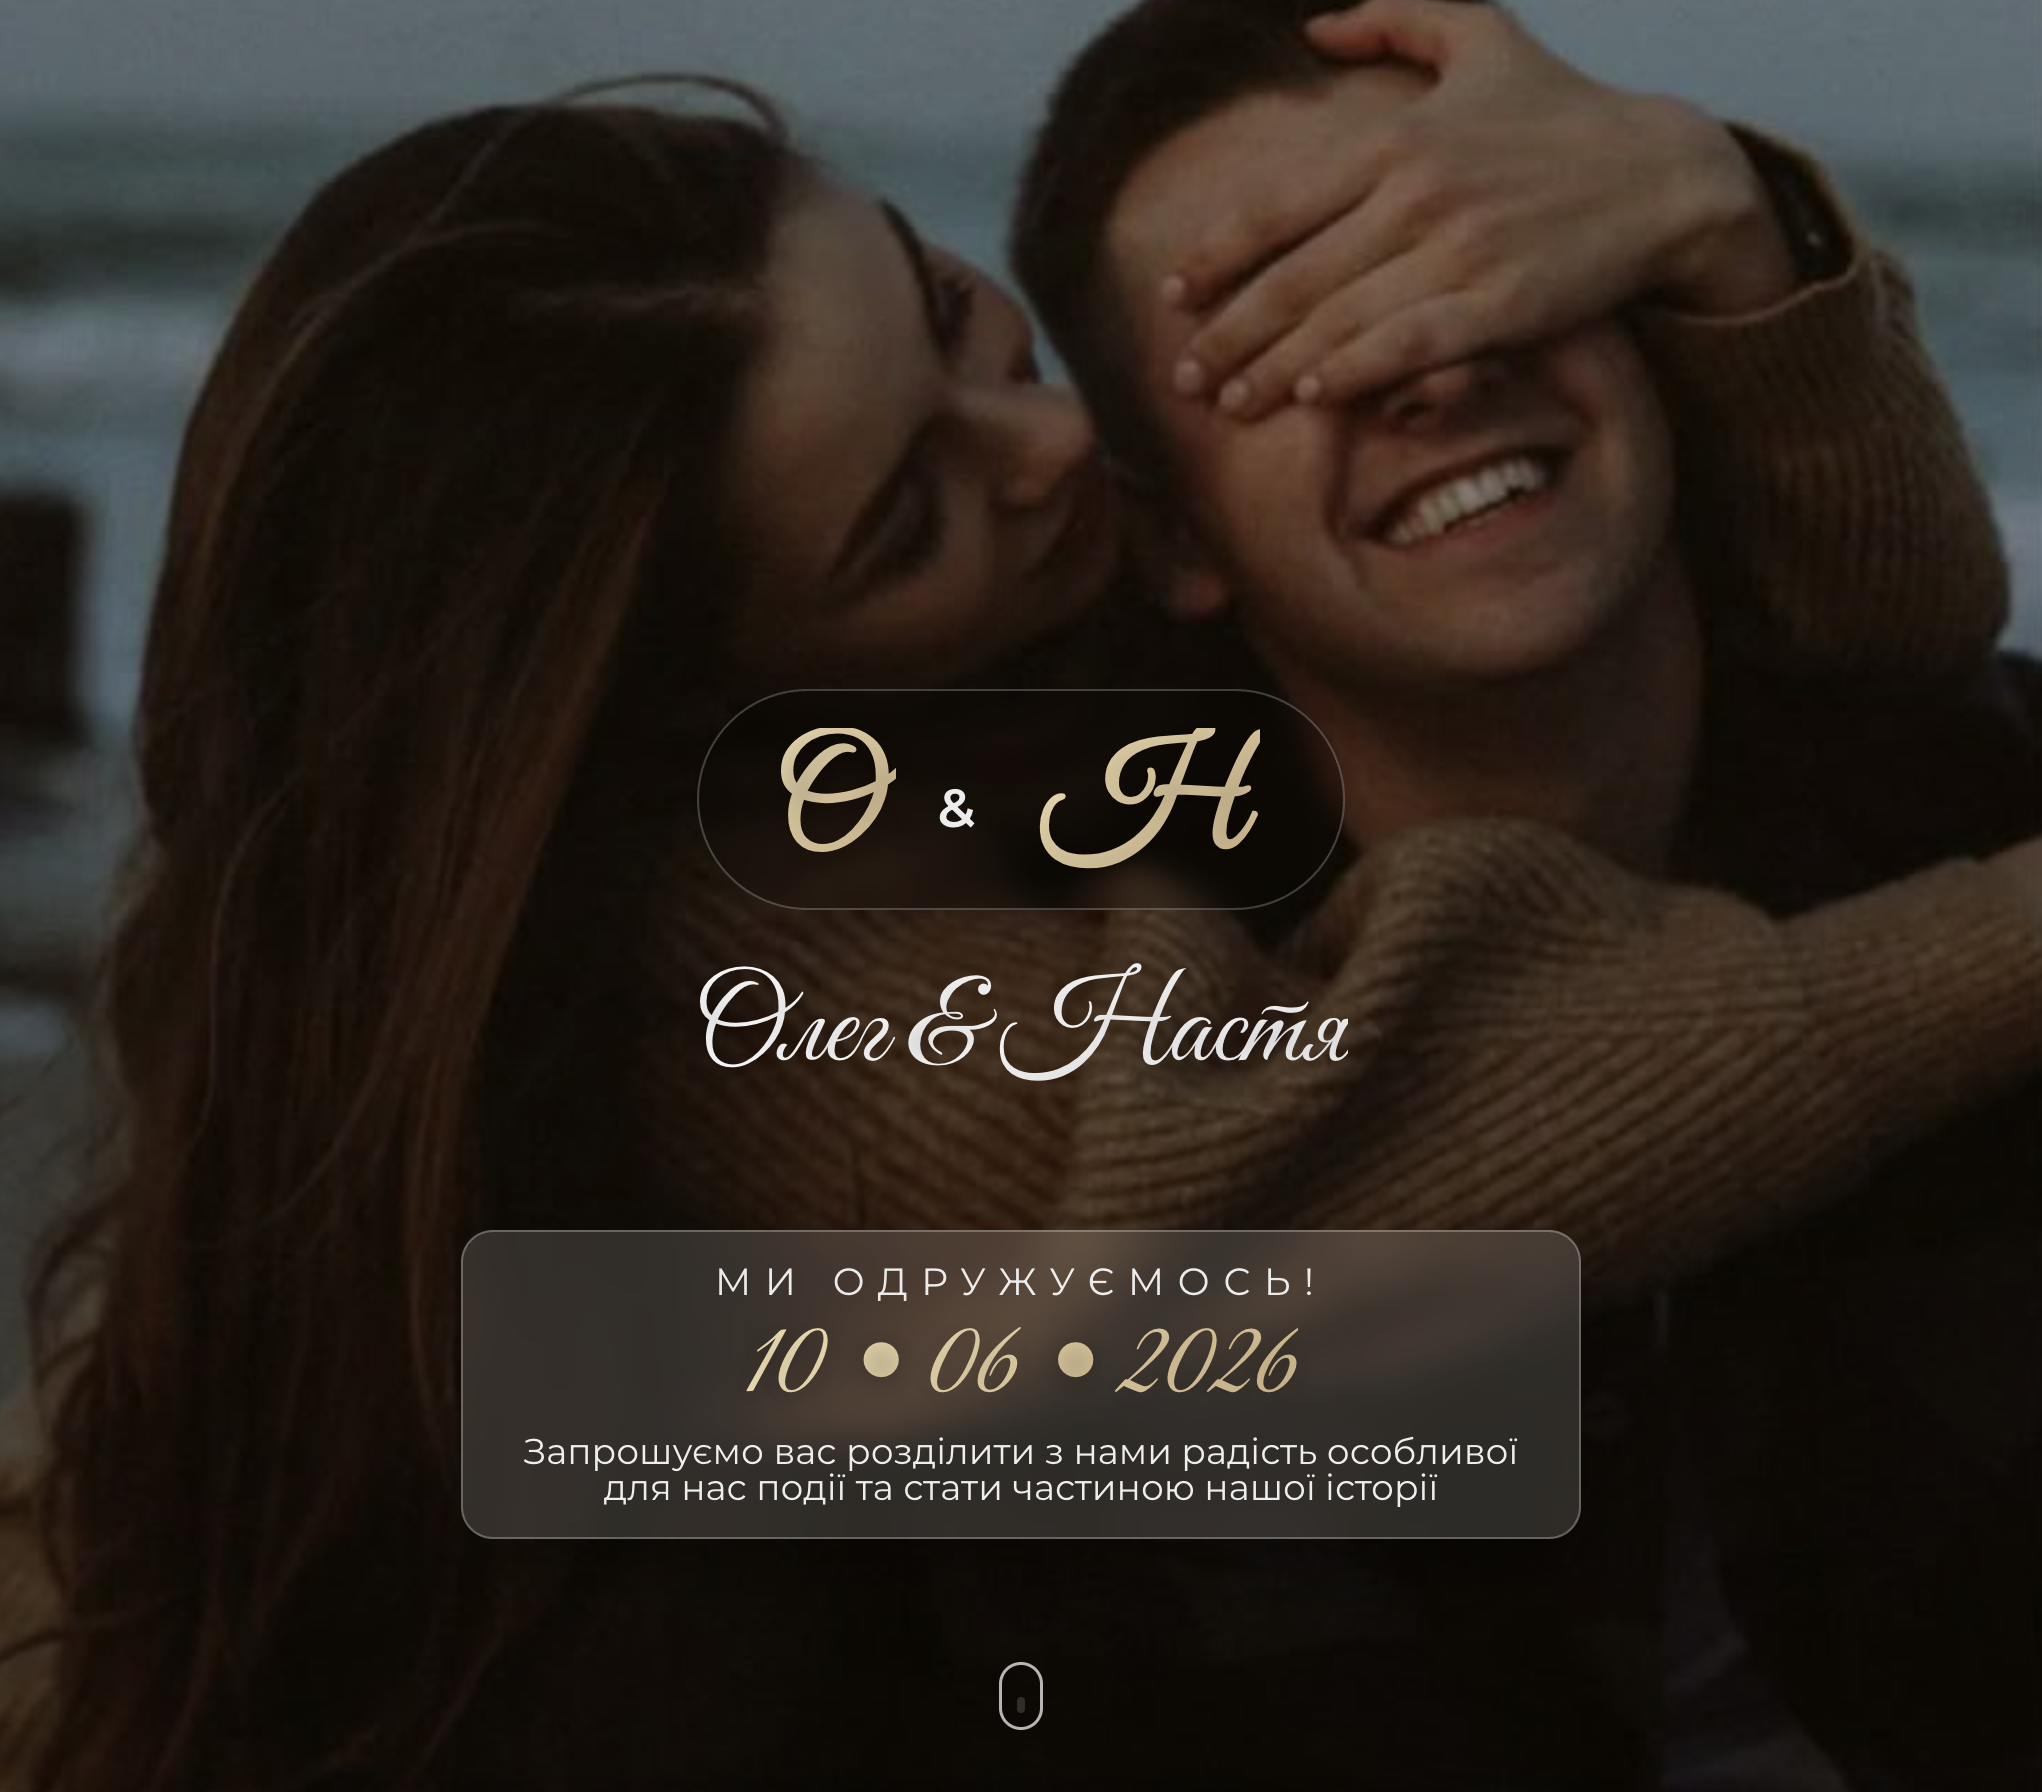 О & Н
Олег & Настя
МИ ОДРУЖУЄМОСЬ!
10 • 06 • 2026
Запрошуємо вас розділити з нами радість особливої
для нас події та стати частиною нашої історії